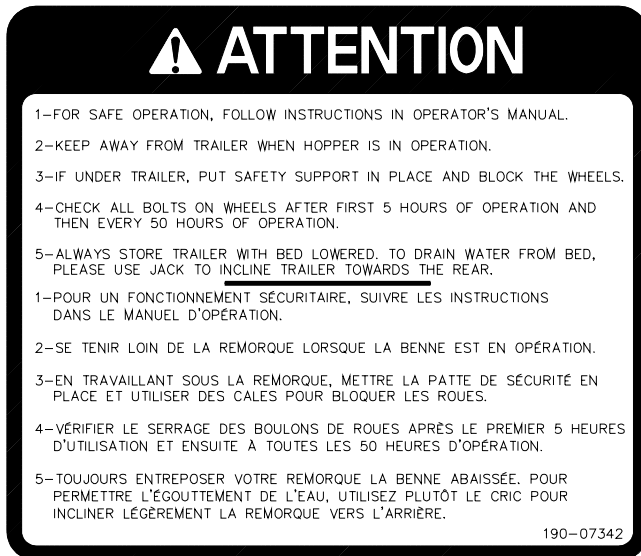 ATTENTION
1-FOR SAFE OPERATION, FOLLOW INSTRUCTIONS IN OPERATOR'S MANUAL.
2-KEEP AWAY FROM TRAILER WHEN HOPPER IS IN OPERATION.
3-IF UNDER TRAILER, PUT SAFETY SUPPORT IN PLACE AND BLOCK THE WHEELS.
4-CHECK ALL BOLTS ON WHEELS AFTER FIRST 5 HOURS OF OPERATION AND
THEN EVERY 50 HOURS OF OPERATION.
5-ALWAYS STORE TRAILER WITH BED LOWERED. TO DRAIN WATER FROM BED,
PLEASE USE JACK TO INCLINE TRAILER TOWARDS THE REAR.
1-POUR UN FONCTIONNEMENT SÉCURITAIRE, SUIVRE LES INSTRUCTIONS
DANS LE MANUEL D'OPÉRATION.
2-SE TENIR LOIN DE LA REMORQUE LORSQUE LA BENNE EST EN OPÉRATION.
3-EN TRAVAILLANT SOUS LA REMORQUE, METTRE LA PATTE DE SÉCURITÉ EN
PLACE ET UTILISER DES CALES POUR BLOQUER LES ROUES.
4-VÉRIFIER LE SERRAGE DES BOULONS DE ROUES APRÈS LE PREMIER 5 HEURES
D'UTILISATION ET ENSUITE À TOUTES LES 50 HEURES D'OPÉRATION.
5-TOUJOURS ENTREPOSER VOTRE REMORQUE LA BENNE ABAISSÉE. POUR
PERMETTRE L'ÉGOUTTEMENT DE L'EAU, UTILISEZ PLUTÔT LE CRIC POUR
INCLINER LÉGÈREMENT LA REMORQUE VERS L'ARRIÈRE.
190-07342